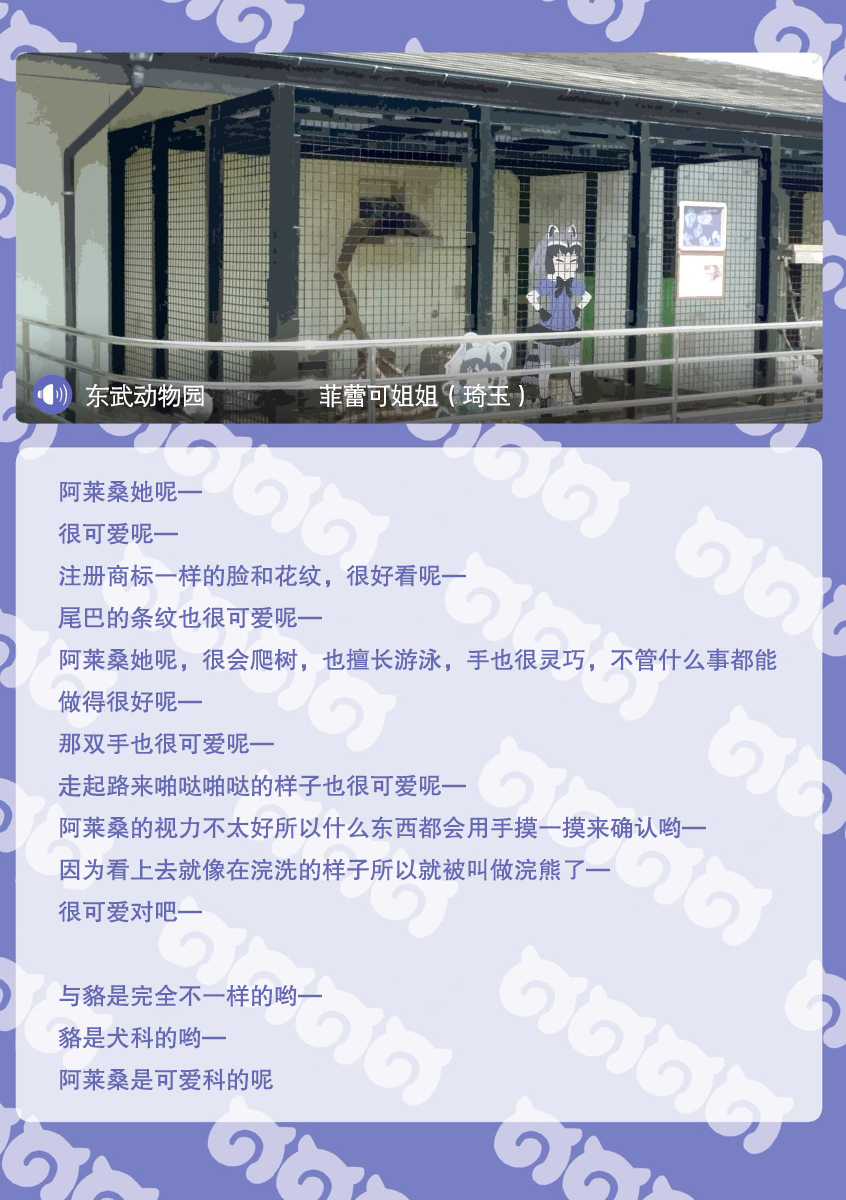 东武动物园 菲蕾可姐姐（琦玉）
阿莱桑她呢—
很可爱呢—
注册商标一样的脸和花纹，很好看呢—
尾巴的条纹也很可爱呢—
阿莱桑她呢，很会爬树，也擅长游泳，手也很灵巧，不管什么事都能
做得很好呢—
那双手也很可爱呢—
走起路来啪哒啪哒的样子也很可爱呢—
阿莱桑的视力不太好所以什么东西都会用手摸一摸来确认哟—
因为看上去就像在浣洗的样子所以就被叫做浣熊了—
很可爱对吧—
与貉是完全不一样的哟—
貉是犬科的哟—
阿莱桑是可爱科的呢